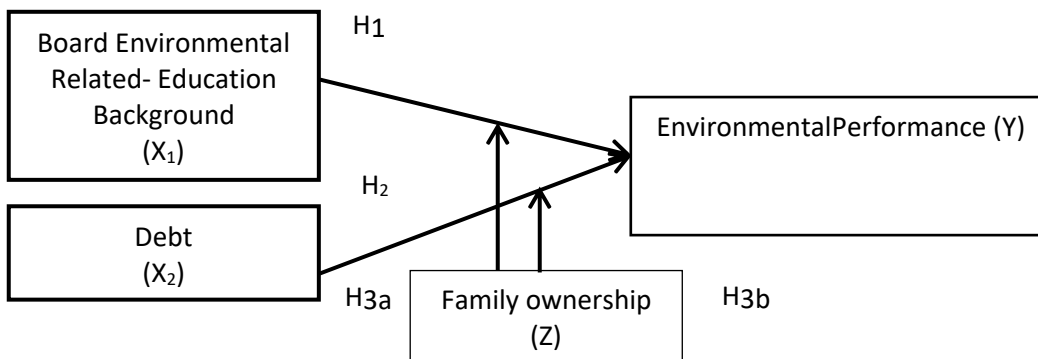 H1
Board Environmental
Related- Education
Background
(X₁)
EnvironmentalPerformance (Y)
H₂
Debt
(X₂)
H3a
Family ownership
(Z)
H3b